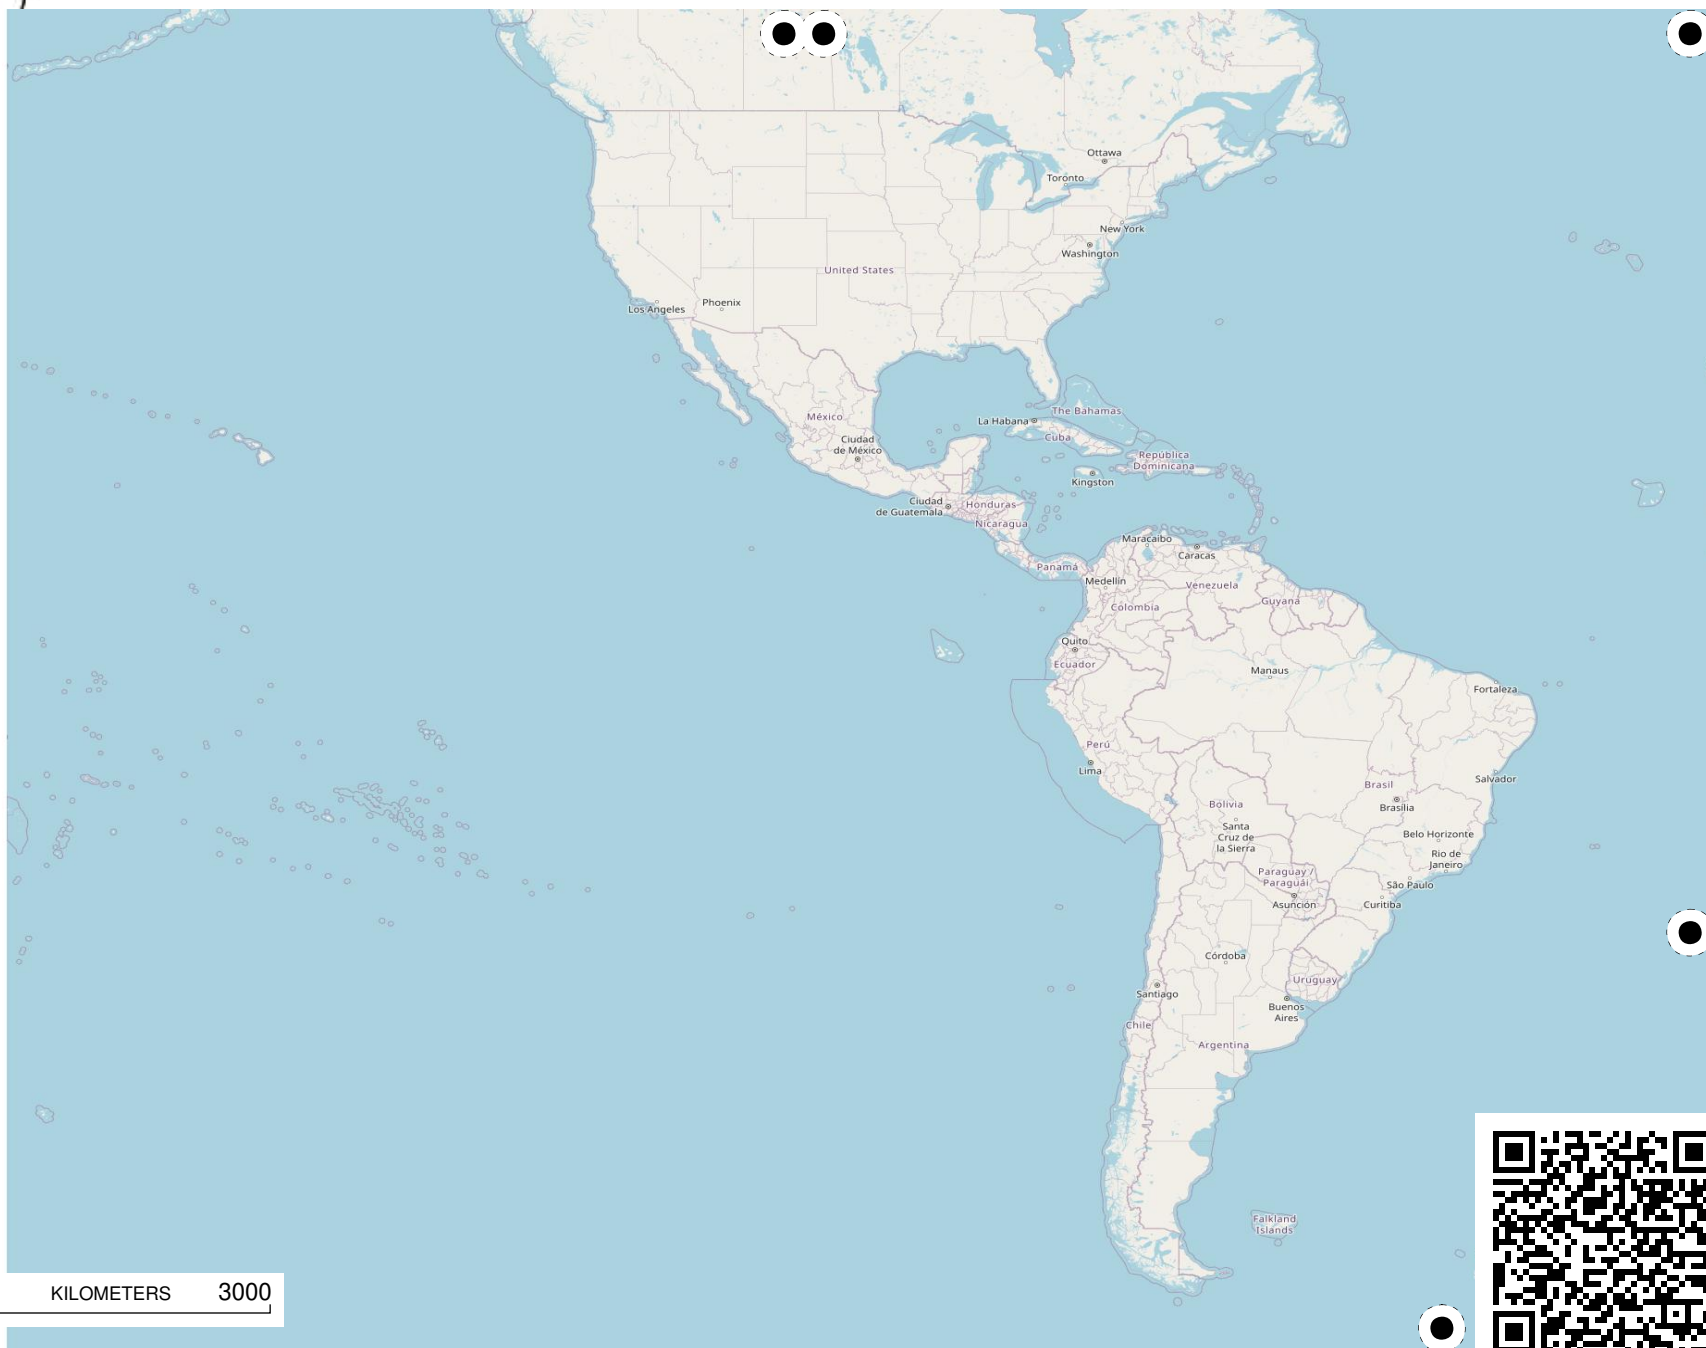 Ottawa
Toronto
New York
Washington
United States
Los Angeles
Phoenix
México
Ciudad
de México
La Habana
The Bahamas
Cuba
República
Dominicana
Kingston
Ciudad
de Guatemala
Honduras
Nicaragua
Panamá
Maracaibo
Caracas
Medellín
Venezuela
Colombia
Guyana
Quito
Ecuador
Manaus
Fortaleza
Perú
Lima
Salvador
Brasil
Brasília
Bolivia
Santa
Cruz de
la Sierra
Belo Horizonte
Rio de
Janeiro
Paraguay /
Paraguái
São Paulo
Asunción
Curitiba
Córdoba
Uruguay
Santiago
Buenos
Aires
Chile
Argentina
Falkland
Islands
KILOMETERS 3000